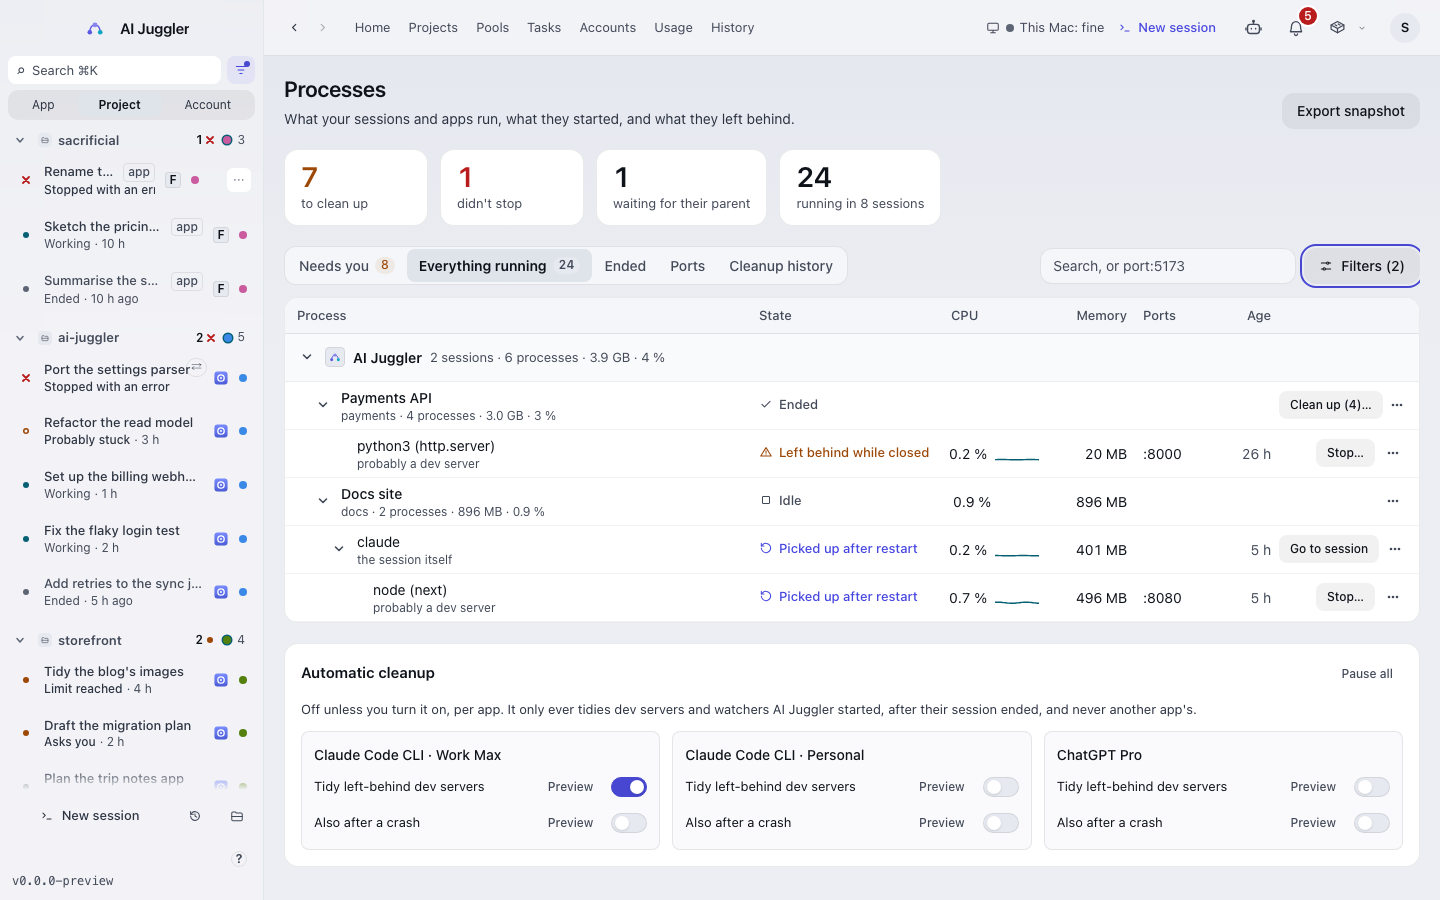 AI Juggler
Search ⌘K
App Project Account
sacrificial 1 3
Rename t... app F
Stopped with an err
Sketch the pricin... app F
Working · 10 h
Summarise the s... app F
Ended · 10 h ago
ai-juggler 2 5
Port the settings parser
Stopped with an error
Refactor the read model
Probably stuck · 3 h
Set up the billing webh...
Working · 1 h
Fix the flaky login test
Working · 2 h
Add retries to the sync j...
Ended · 5 h ago
storefront 2 4
Tidy the blog's images
Limit reached · 4 h
Draft the migration plan
Asks you · 2 h
Plan the trip notes app
New session
?
v0.0.0-preview
Home Projects Pools Tasks Accounts Usage History
This Mac: fine New session 5 S
Processes
What your sessions and apps run, what they started, and what they left behind.
Export snapshot
7 to clean up
1 didn't stop
1 waiting for their parent
24 running in 8 sessions
Needs you 8 Everything running 24 Ended Ports Cleanup history
Search, or port:5173 Filters (2)
Process State CPU Memory Ports Age
AI Juggler 2 sessions · 6 processes · 3.9 GB · 4 %
Payments API Ended Clean up (4)... ...
payments · 4 processes · 3.0 GB · 3 %
python3 (http.server) Left behind while closed 0.2 % 20 MB :8000 26 h Stop... ...
probably a dev server
Docs site Idle 0.9 % 896 MB ...
docs · 2 processes · 896 MB · 0.9 %
claude Picked up after restart 0.2 % 401 MB 5 h Go to session ...
the session itself
node (next) Picked up after restart 0.7 % 496 MB :8080 5 h Stop... ...
probably a dev server
Automatic cleanup Pause all
Off unless you turn it on, per app. It only ever tidies dev servers and watchers AI Juggler started, after their session ended, and never another app's.
Claude Code CLI · Work Max
Tidy left-behind dev servers Preview
Also after a crash Preview
Claude Code CLI · Personal
Tidy left-behind dev servers Preview
Also after a crash Preview
ChatGPT Pro
Tidy left-behind dev servers Preview
Also after a crash Preview